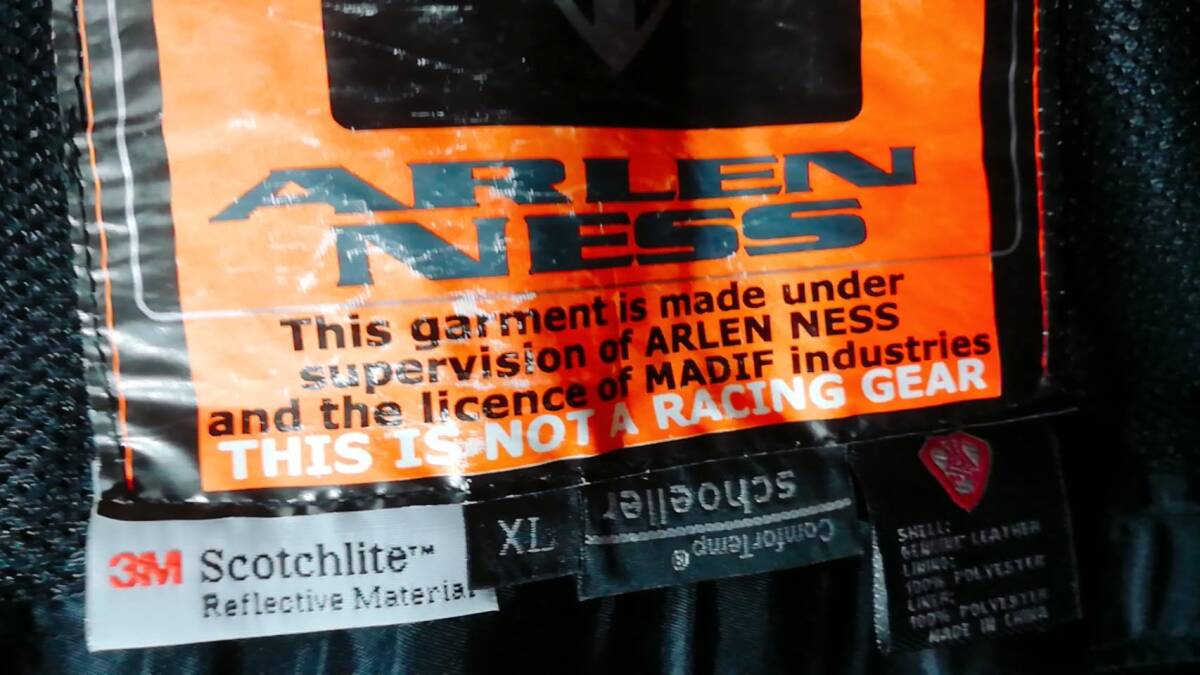 ARLEN
NESS
This garment is made under
supervision of ARLEN NESS
and the licence of MADIF industries
THIS IS NOT A RACING GEAR
3M Scotchlite™
Reflective Material
XL
schoeller
ComforTemp®
SHELL:
GENUINE LEATHER
LINING:
100% POLYESTER
LINER:
100% POLYESTER
MADE IN CHINA